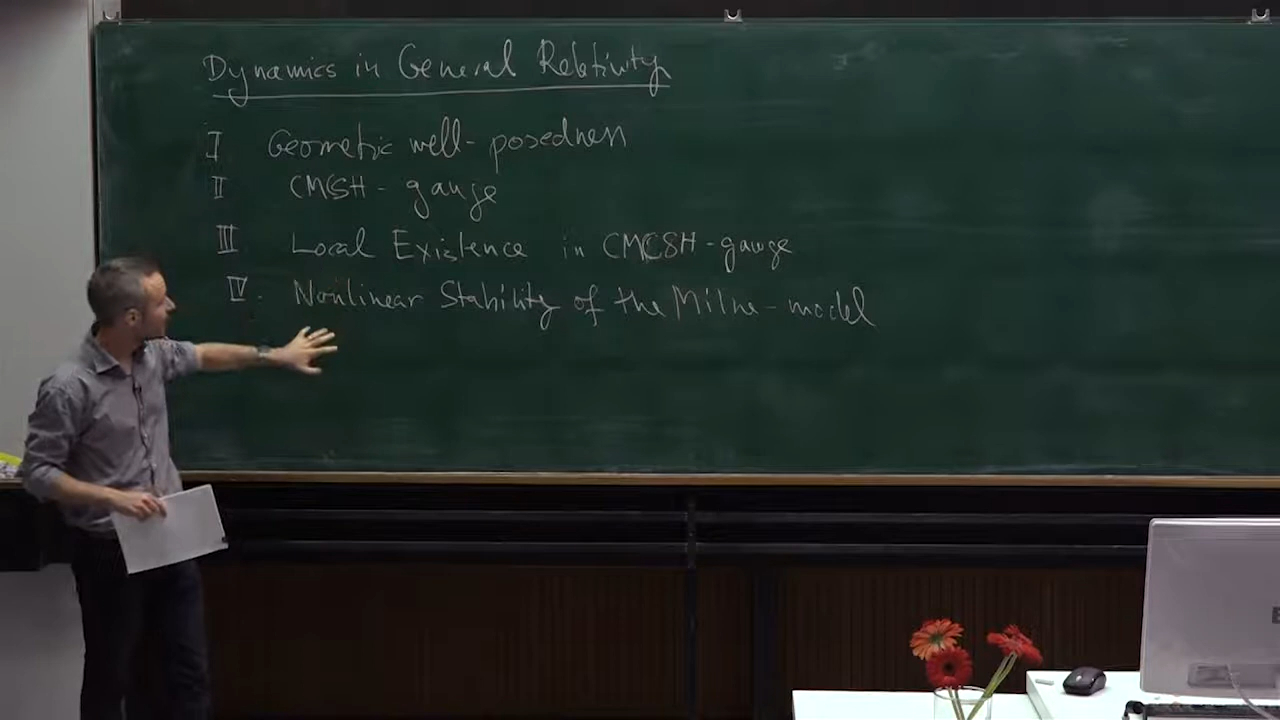 Dynamics in General Relativity
I Geometric well-posedness
II CMCSH-gauge
III Local Existence in CMCSH-gauge
IV. Nonlinear Stability of the Milne-model